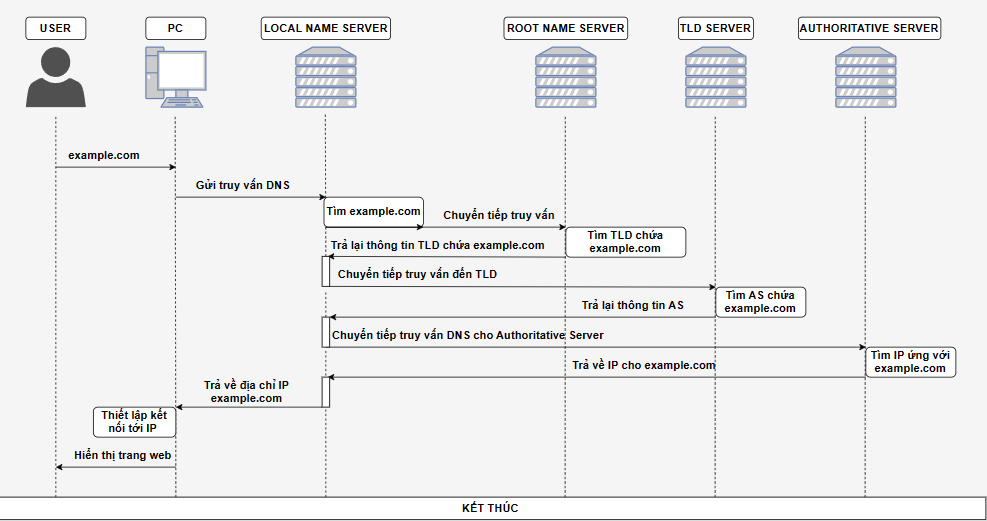 USER
PC
LOCAL NAME SERVER
ROOT NAME SERVER
TLD SERVER
AUTHORITATIVE SERVER
example.com
Gửi truy vấn DNS
Tìm example.com
Chuyển tiếp truy vấn
Tìm TLD chứa
example.com
Trả lại thông tin TLD chứa example.com
Chuyển tiếp truy vấn đến TLD
Tìm AS chứa
example.com
Trả lại thông tin AS
Chuyển tiếp truy vấn DNS cho Authoritative Server
Tìm IP ứng với
example.com
Trả về IP cho example.com
Trả về địa chỉ IP
example.com
Thiết lập kết
nối tới IP
Hiển thị trang web
KẾT THÚC